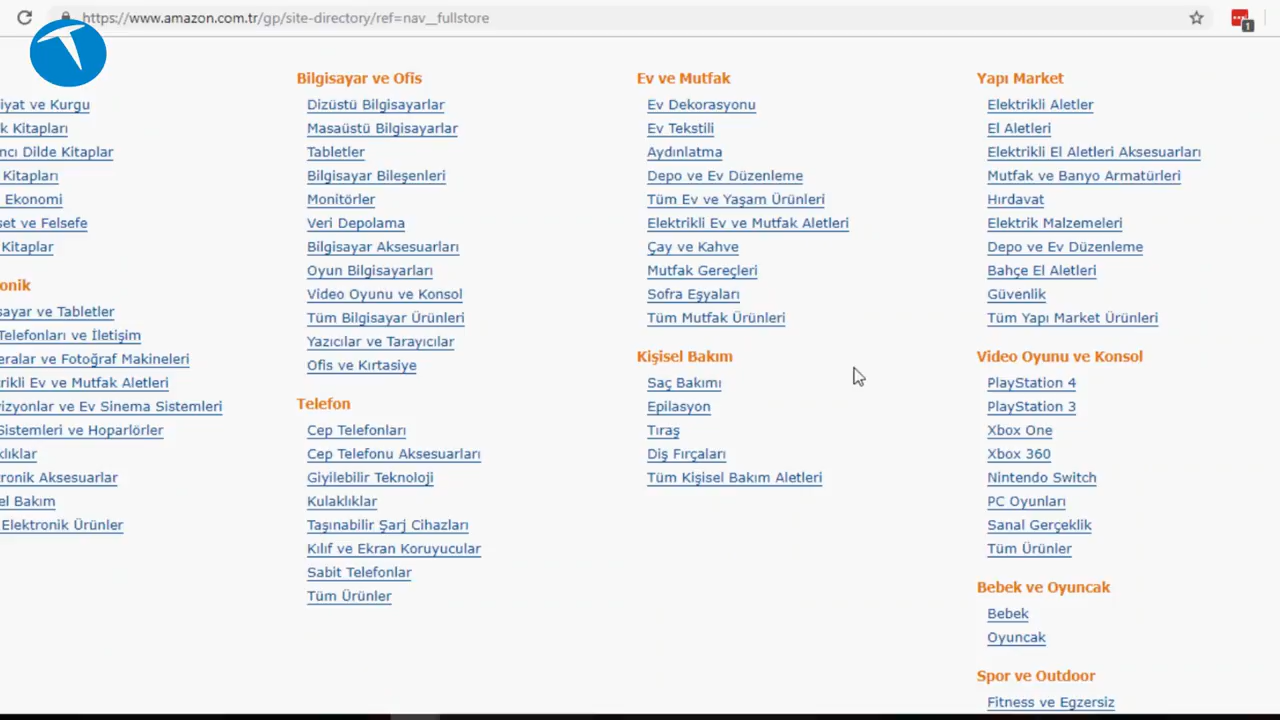 https://www.amazon.com.tr/gp/site-directory/ref=nav__fullstore
1
iyat ve Kurgu
k Kitapları
ncı Dilde Kitaplar
Kitapları
Ekonomi
set ve Felsefe
Kitaplar
onik
sayar ve Tabletler
Telefonları ve İletişim
eralar ve Fotoğraf Makineleri
rikli Ev ve Mutfak Aletleri
vizyonlar ve Ev Sinema Sistemleri
Sistemleri ve Hoparlörler
klıklar
ronik Aksesuarlar
el Bakım
Elektronik Ürünler
Bilgisayar ve Ofis
Dizüstü Bilgisayarlar
Masaüstü Bilgisayarlar
Tabletler
Bilgisayar Bileşenleri
Monitörler
Veri Depolama
Bilgisayar Aksesuarları
Oyun Bilgisayarları
Video Oyunu ve Konsol
Tüm Bilgisayar Ürünleri
Yazıcılar ve Tarayıcılar
Ofis ve Kırtasiye
Telefon
Cep Telefonları
Cep Telefonu Aksesuarları
Giyilebilir Teknoloji
Kulaklıklar
Taşınabilir Şarj Cihazları
Kılıf ve Ekran Koruyucular
Sabit Telefonlar
Tüm Ürünler
Ev ve Mutfak
Ev Dekorasyonu
Ev Tekstili
Aydınlatma
Depo ve Ev Düzenleme
Tüm Ev ve Yaşam Ürünleri
Elektrikli Ev ve Mutfak Aletleri
Çay ve Kahve
Mutfak Gereçleri
Sofra Eşyaları
Tüm Mutfak Ürünleri
Kişisel Bakım
Saç Bakımı
Epilasyon
Tıraş
Diş Fırçaları
Tüm Kişisel Bakım Aletleri
Yapı Market
Elektrikli Aletler
El Aletleri
Elektrikli El Aletleri Aksesuarları
Mutfak ve Banyo Armatürleri
Hırdavat
Elektrik Malzemeleri
Depo ve Ev Düzenleme
Bahçe El Aletleri
Güvenlik
Tüm Yapı Market Ürünleri
Video Oyunu ve Konsol
PlayStation 4
PlayStation 3
Xbox One
Xbox 360
Nintendo Switch
PC Oyunları
Sanal Gerçeklik
Tüm Ürünler
Bebek ve Oyuncak
Bebek
Oyuncak
Spor ve Outdoor
Fitness ve Egzersiz